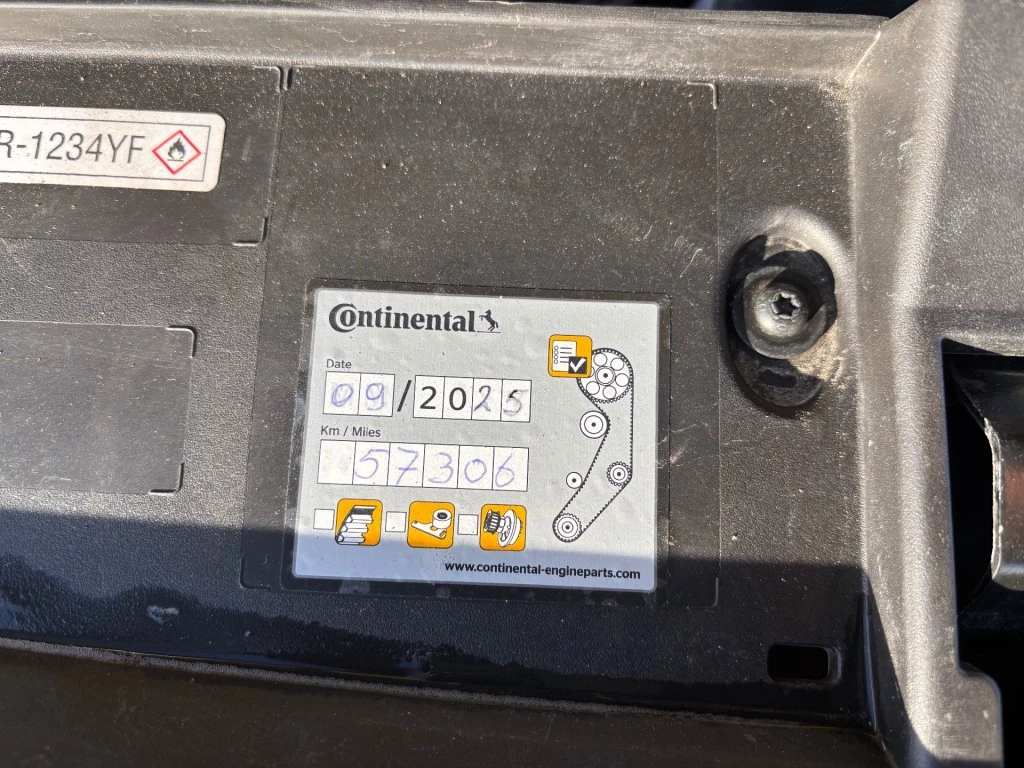 R-1234YF
Continental
Date
09/2025
Km / Miles
57306
www.continental-engineparts.com